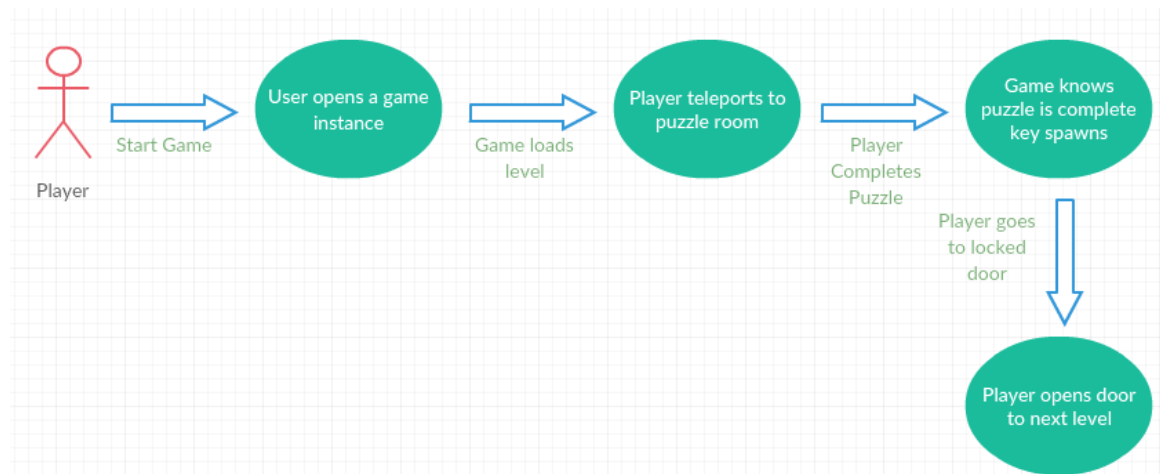 Player
Start Game
User opens a game
instance
Game loads
level
Player teleports to
puzzle room
Player
Completes
Puzzle
Game knows
puzzle is complete
key spawns
Player goes
to locked
door
Player opens door
to next level